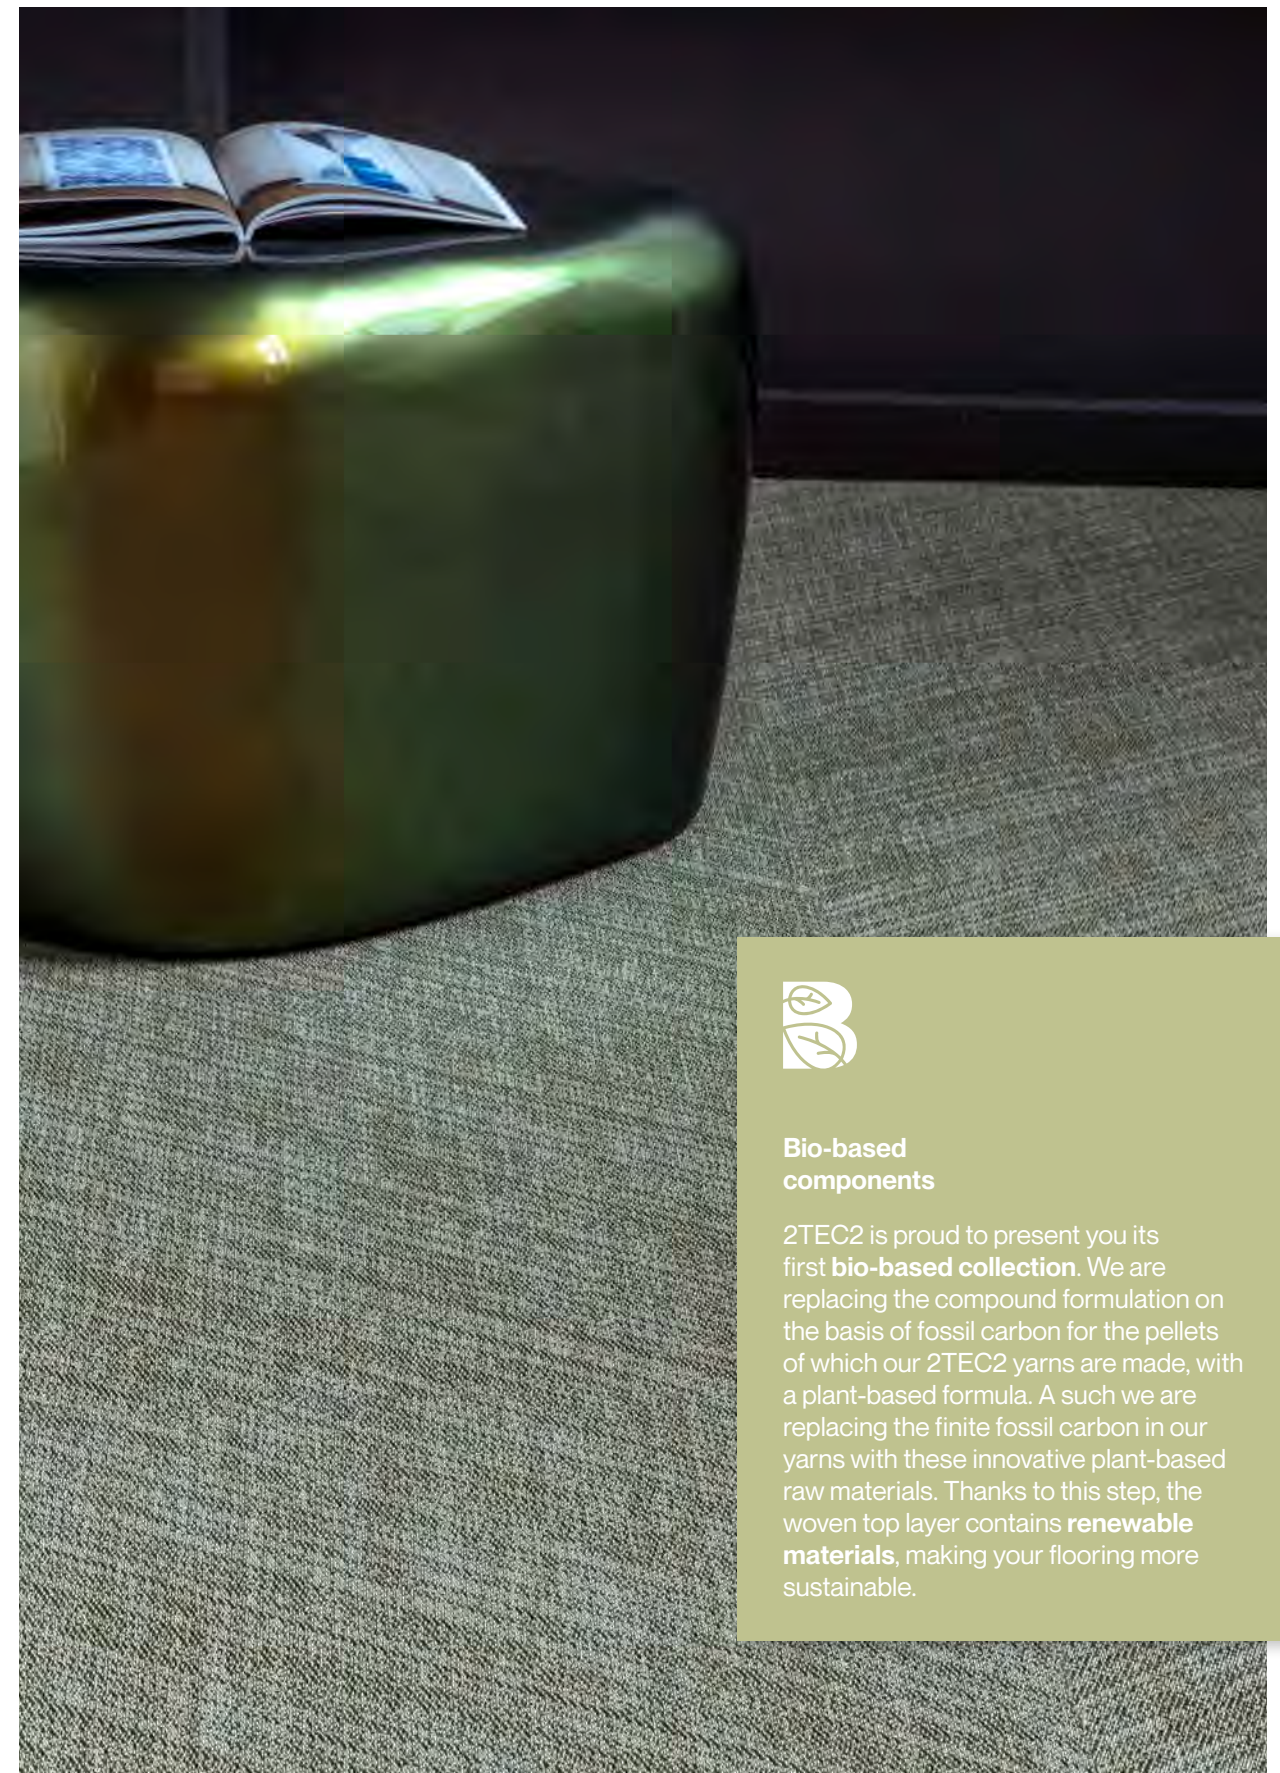 B
Bio-based
components
2TEC2 is proud to present you its
first bio-based collection. We are
replacing the compound formulation on
the basis of fossil carbon for the pellets
of which our 2TEC2 yarns are made, with
a plant-based formula. A such we are
replacing the finite fossil carbon in our
yarns with these innovative plant-based
raw materials. Thanks to this step, the
woven top layer contains renewable
materials, making your flooring more
sustainable.